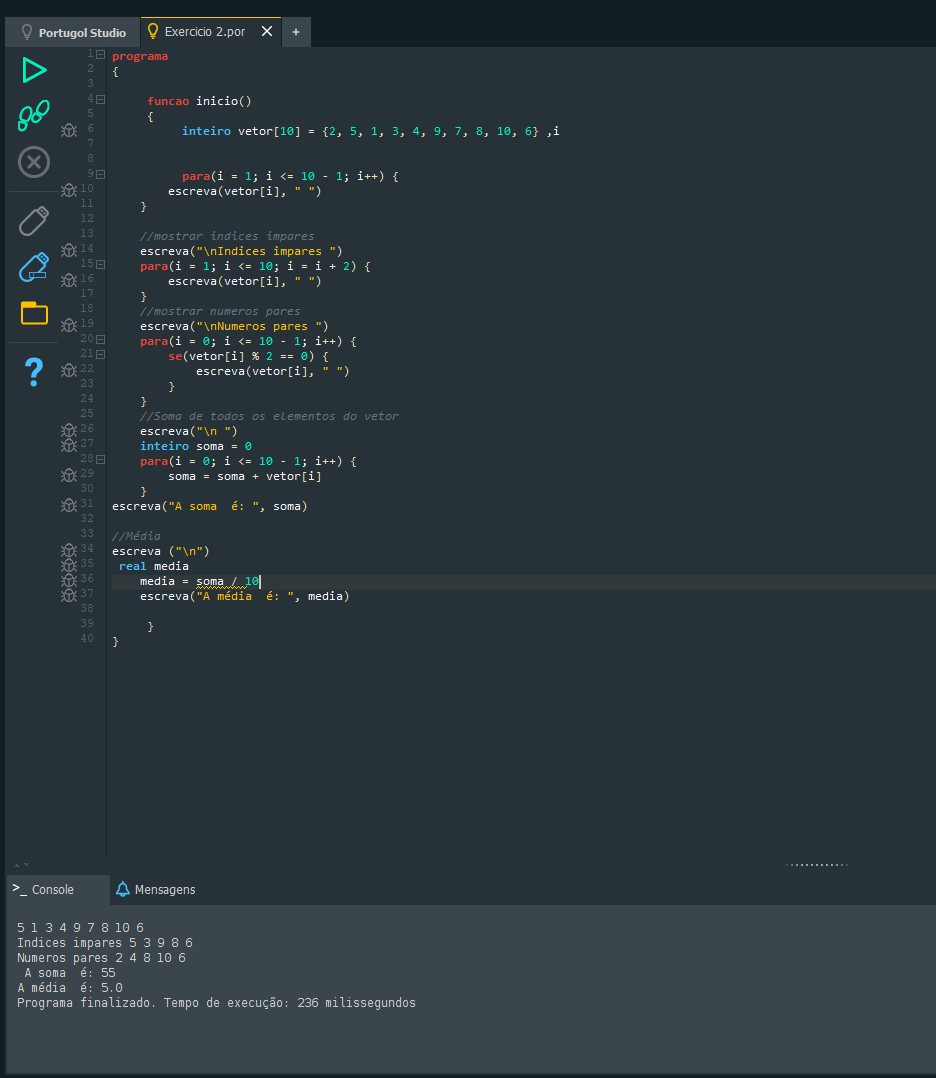 Portugol Studio Exercicio 2.por × +
1 programa
2 {
3
4 funcao inicio()
5 {
6 inteiro vetor[10] = {2, 5, 1, 3, 4, 9, 7, 8, 10, 6} ,i
7
8
9 para(i = 1; i <= 10 - 1; i++) {
10 escreva(vetor[i], " ")
11 }
12
13 //mostrar indices impares
14 escreva("\nIndices impares ")
15 para(i = 1; i <= 10; i = i + 2) {
16 escreva(vetor[i], " ")
17 }
18 //mostrar numeros pares
19 escreva("\nNumeros pares ")
20 para(i = 0; i <= 10 - 1; i++) {
21 se(vetor[i] % 2 == 0) {
22 escreva(vetor[i], " ")
23 }
24 }
25 //Soma de todos os elementos do vetor
26 escreva("\n ")
27 inteiro soma = 0
28 para(i = 0; i <= 10 - 1; i++) {
29 soma = soma + vetor[i]
30 }
31 escreva("A soma  é: ", soma)
32
33 //Média
34 escreva ("\n")
35 real media
36 media = soma / 10
37 escreva("A média  é: ", media)
38
39 }
40 }
>_ Console Mensagens
5 1 3 4 9 7 8 10 6
Indices impares 5 3 9 8 6
Numeros pares 2 4 8 10 6
A soma  é: 55
A média  é: 5.0
Programa finalizado. Tempo de execução: 236 milissegundos